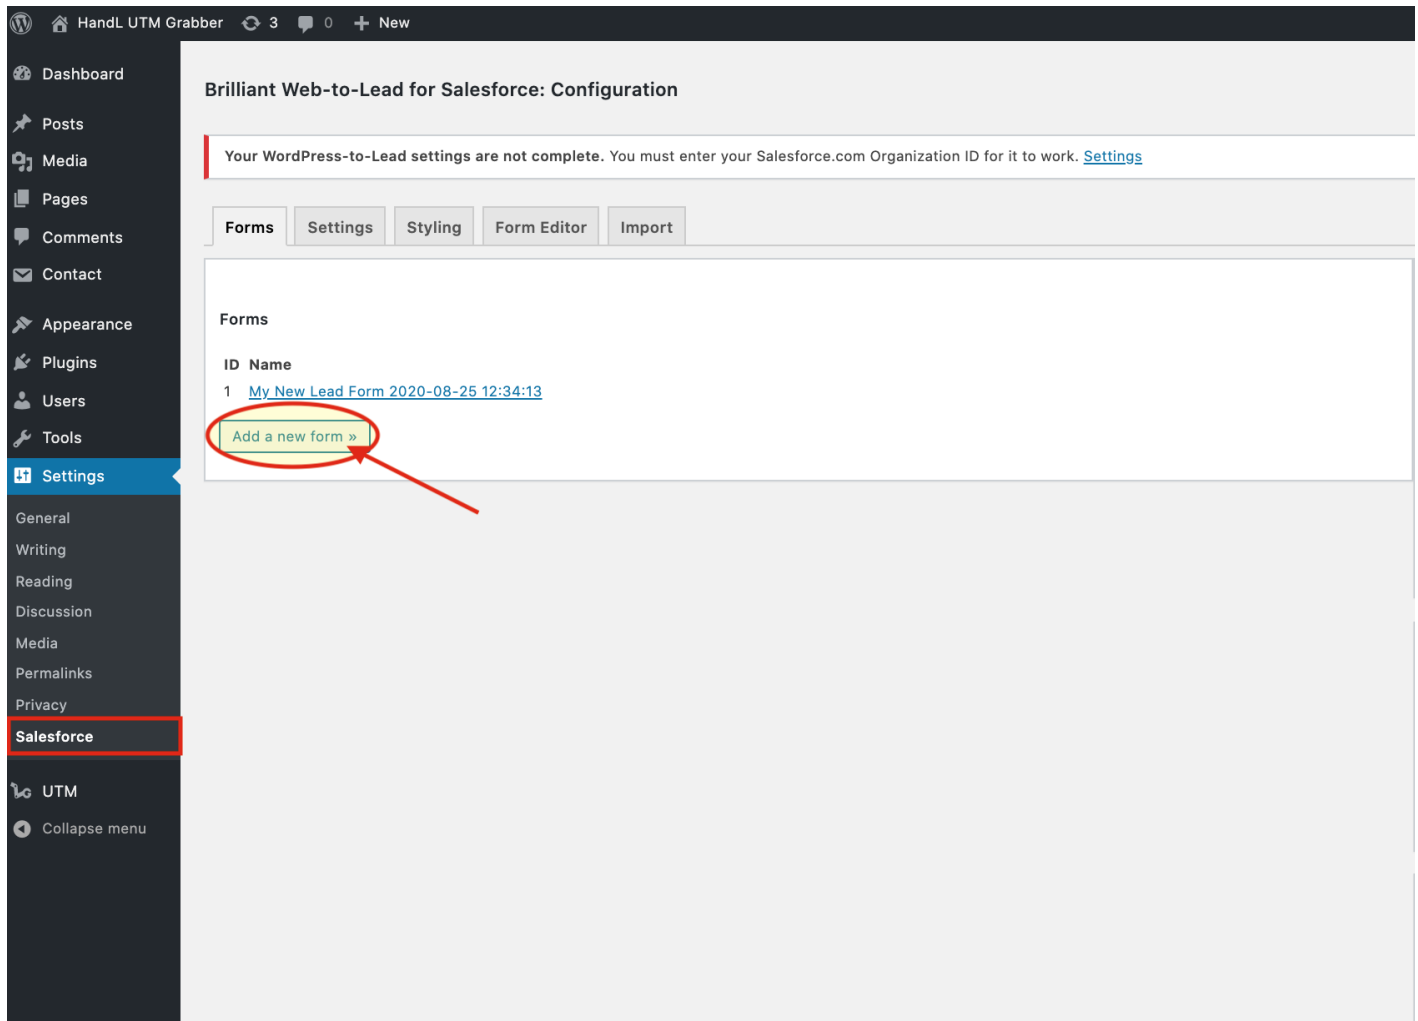 HandL UTM Grabber 3 0 New
Dashboard
Posts
Media
Pages
Comments
Contact
Appearance
Plugins
Users
Tools
Settings
General
Writing
Reading
Discussion
Media
Permalinks
Privacy
Salesforce
UTM
Collapse menu
Brilliant Web-to-Lead for Salesforce: Configuration
Your WordPress-to-Lead settings are not complete. You must enter your Salesforce.com Organization ID for it to work. Settings
Forms Settings Styling Form Editor Import
Forms
ID Name
1 My New Lead Form 2020-08-25 12:34:13
Add a new form »